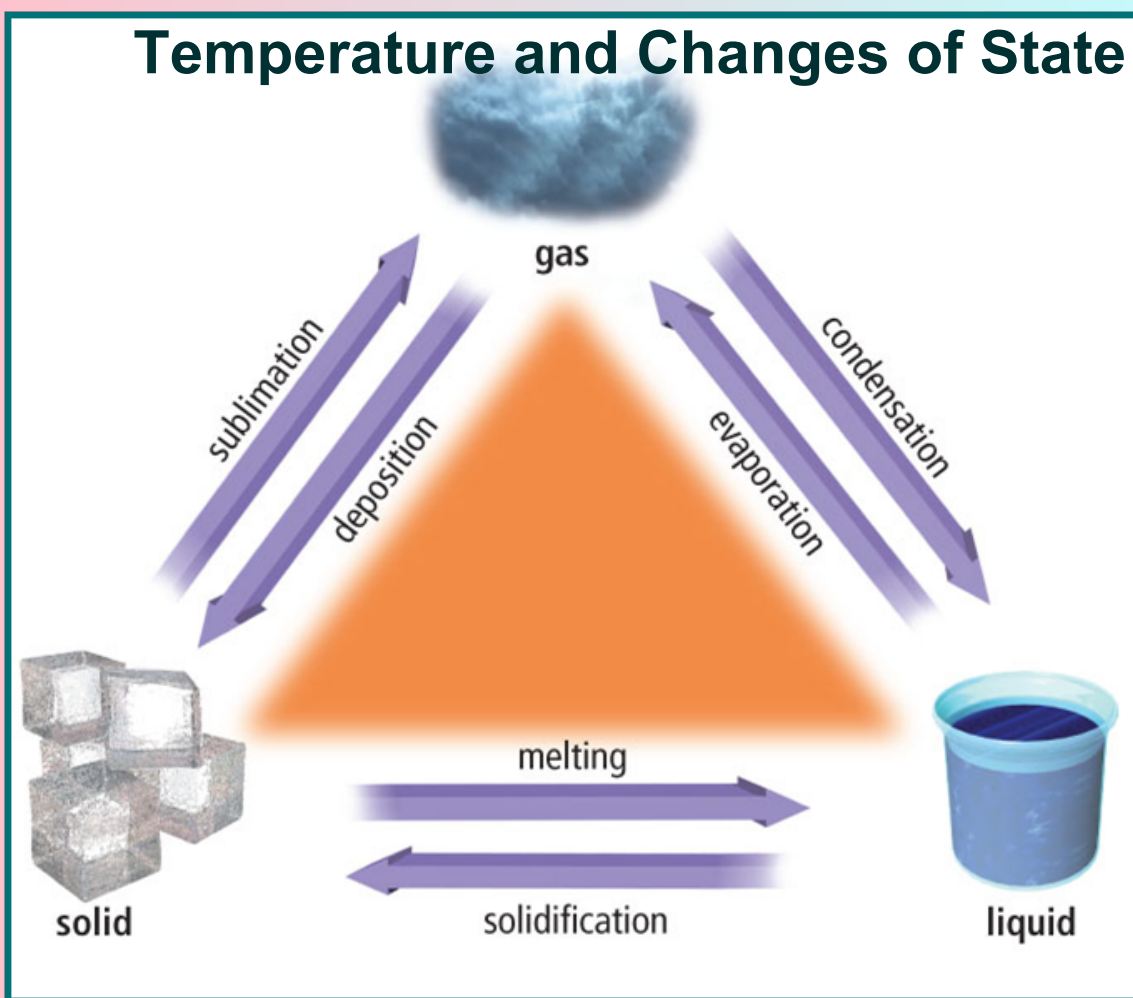 Temperature and Changes of State
gas
sublimation
deposition
evaporation
condensation
melting
solidification
solid
liquid